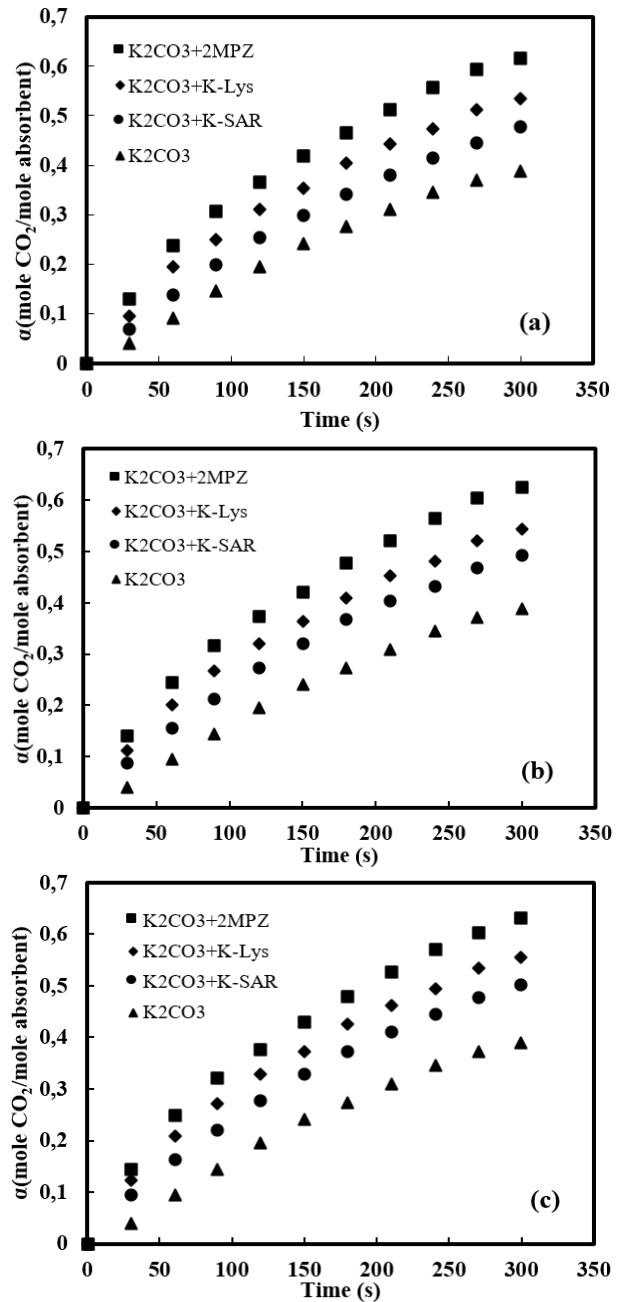 0,7
0,6
0,5
0,4
0,3
0,2
0,1
0
α(mole CO₂/mole absorbent)
K2CO3+2MPZ
K2CO3+K-Lys
K2CO3+K-SAR
K2CO3
(a)
0 50 100 150 200 250 300 350
Time (s)
0,7
0,6
0,5
0,4
0,3
0,2
0,1
0
α(mole CO₂/mole absorbent)
K2CO3+2MPZ
K2CO3+K-Lys
K2CO3+K-SAR
K2CO3
(b)
0 50 100 150 200 250 300 350
Time (s)
0,7
0,6
0,5
0,4
0,3
0,2
0,1
0
α(mole CO₂/mole absorbent)
K2CO3+2MPZ
K2CO3+K-Lys
K2CO3+K-SAR
K2CO3
(c)
0 50 100 150 200 250 300 350
Time (s)